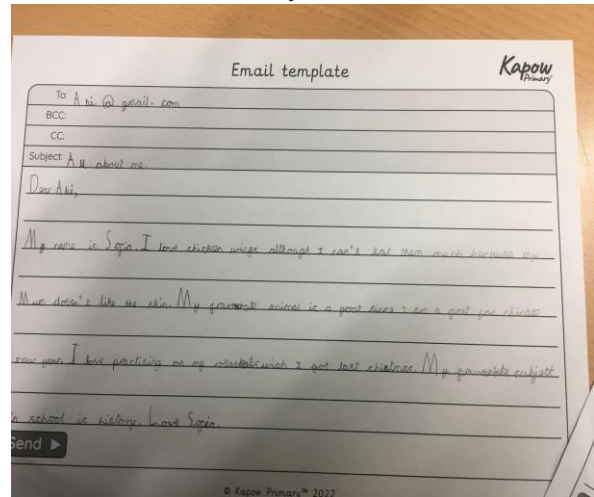 Email template
Kapow
Primary
To: Ani @ gmail. com
BCC:
CC:
Subject: All about me.
Dear Ani,
My name is Sofia. I love chicken wings although I can't eat them much because my
Mum doesn't like the skin. My favourite animal is a goat since I am a goat for chinese
new year. I love practising on my wich I got last christmas. My favourite subject
in school is history. Love Sofia.
Send
© Kapow Primary™ 2022